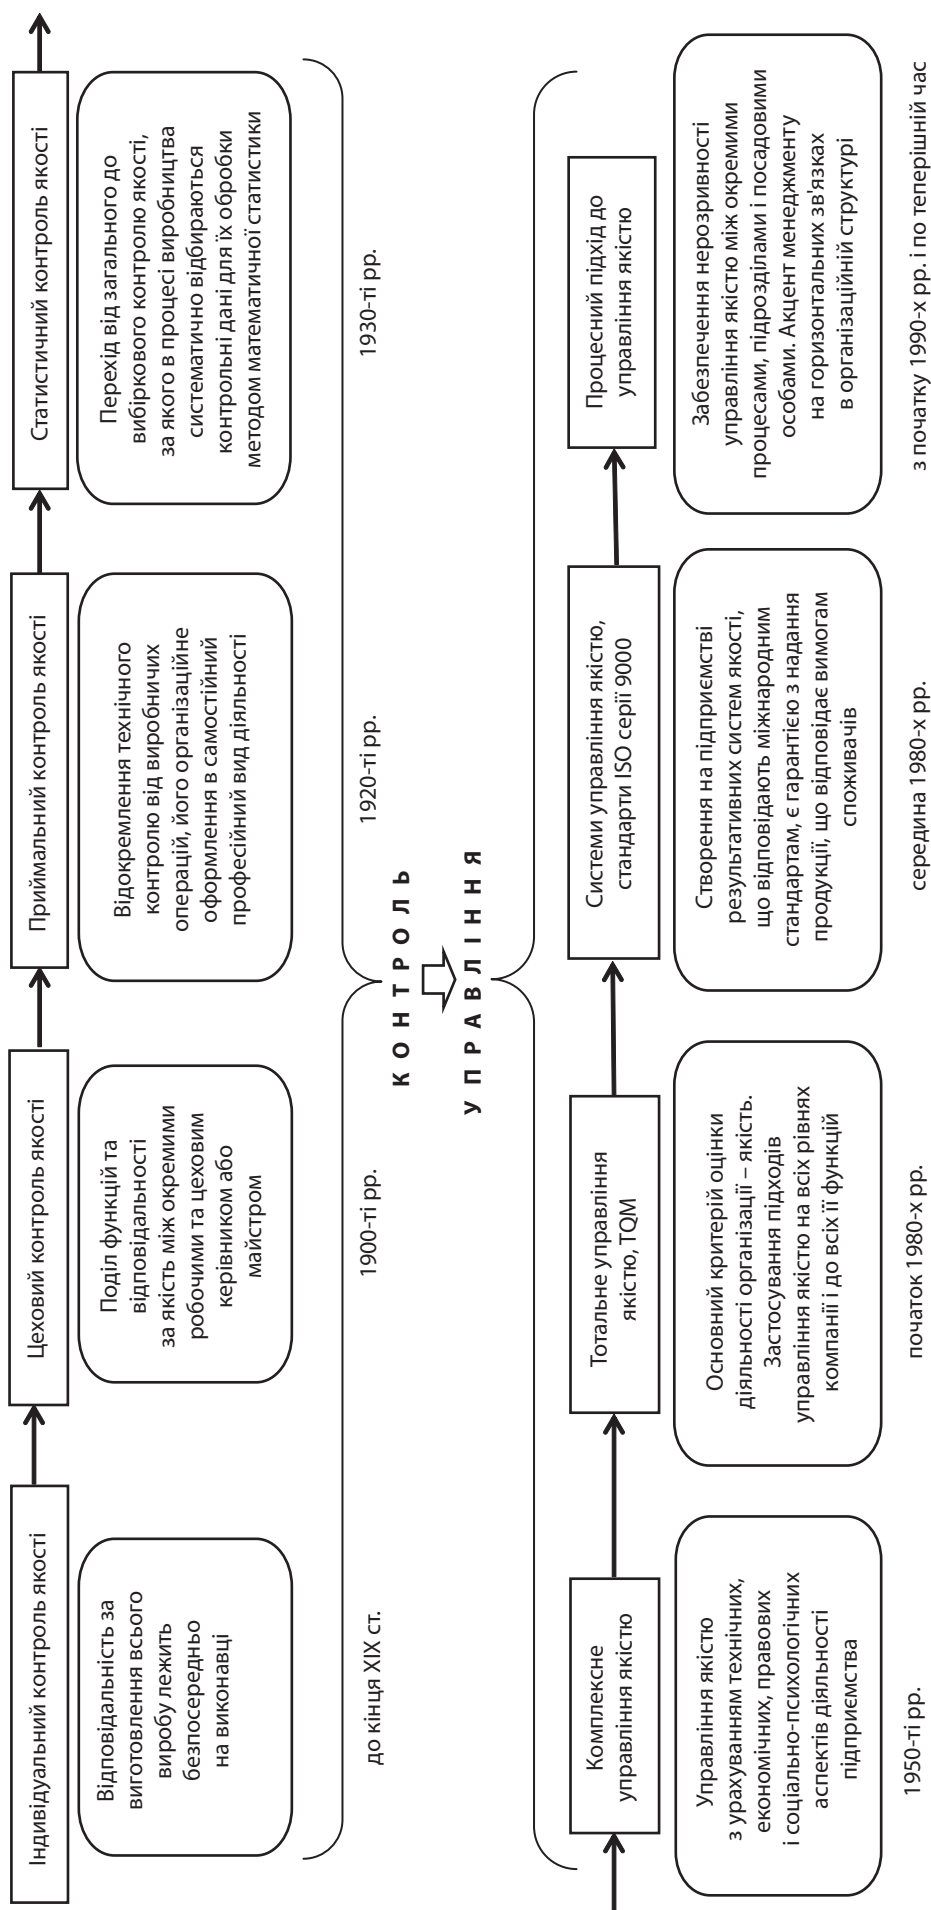 Індивідуальний контроль якості
Відповідальність за
виготовлення всього
виробу лежить
безпосередньо
на виконавці
до кінця XIX ст.
Цеховий контроль якості
Поділ функцій та
відповідальності
за якість між окремими
робочими та цеховим
керівником або
майстром
1900-ті рр.
Приймальний контроль якості
Відокремлення технічного
контролю від виробничих
операцій, його організаційне
оформлення в самостійний
професійний вид діяльності
1920-ті рр.
Статистичний контроль якості
Перехід від загального до
вибіркового контролю якості,
за якого в процесі виробництва
систематично відбираються
контрольні дані для їх обробки
методом математичної статистики
1930-ті рр.
КОНТРОЛЬ
УПРАВЛІННЯ
Комплексне
управління якістю
Управління якістю
з урахуванням технічних,
економічних, правових
і соціально-психологічних
аспектів діяльності
підприємства
1950-ті рр.
Тотальне управління
якістю, TQM
Основний критерій оцінки
діяльності організації – якість.
Застосування підходів
управління якістю на всіх рівнях
компанії і до всіх її функцій
початок 1980-х рр.
Системи управління якістю,
стандарти ISO серії 9000
Створення на підприємстві
результативних систем якості,
що відповідають міжнародним
стандартам, є гарантією з надання
продукції, що відповідає вимогам
споживачів
середина 1980-х рр.
Процесний підхід до
управління якістю
Забезпечення нерозривності
управління якістю між окремими
процесами, підрозділами і посадовими
особами. Акцент менеджменту
на горизонтальних зв'язках
в організаційній структурі
з початку 1990-х рр. і по теперішній час